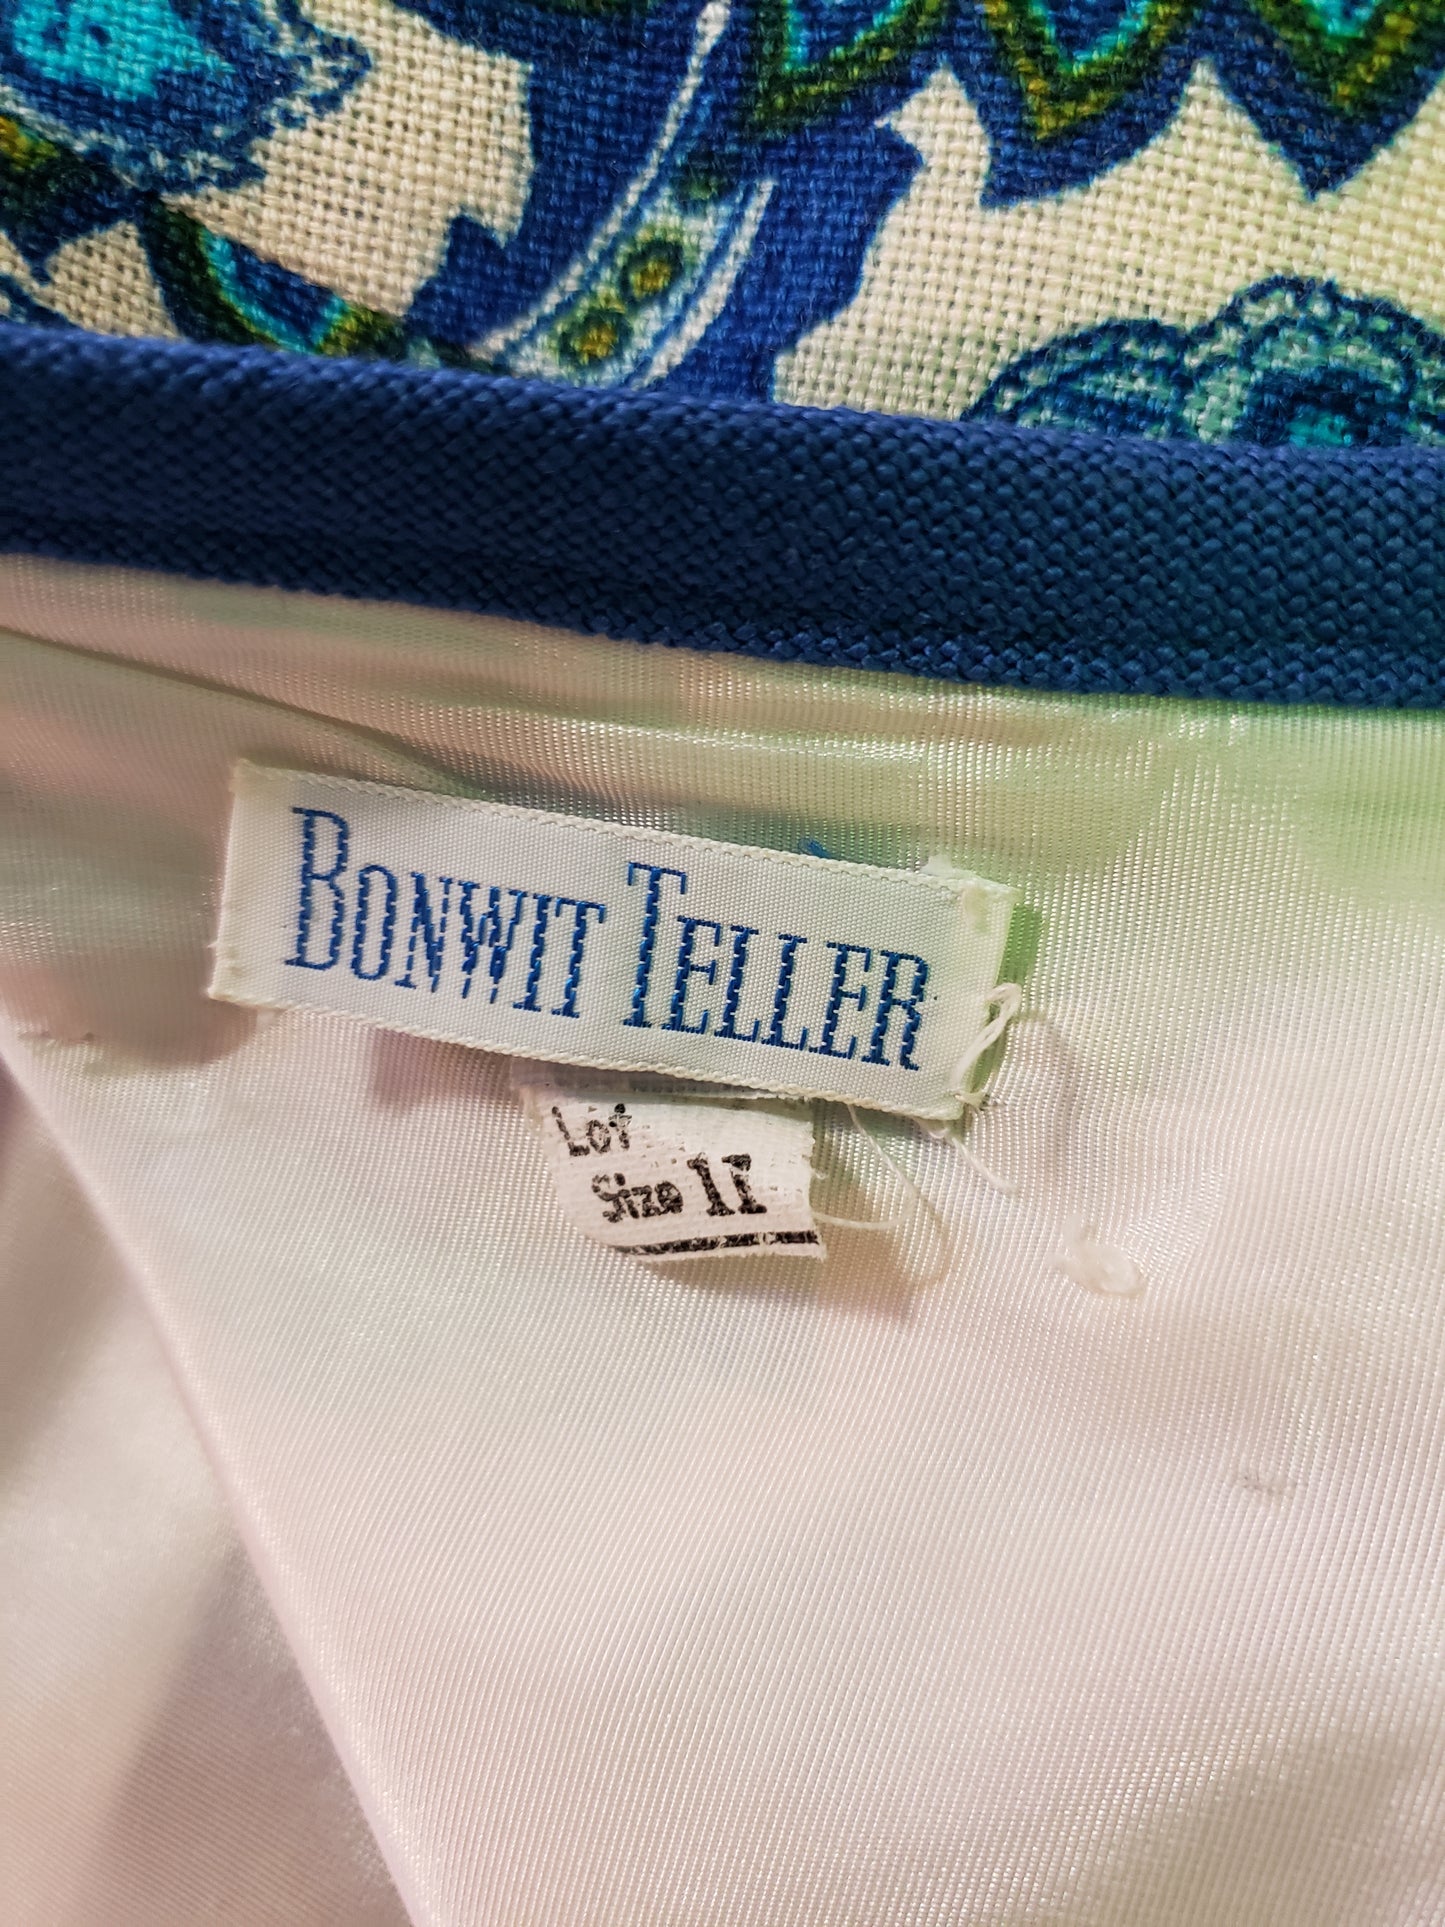 BONWIT TELLER
Lot
Size 11